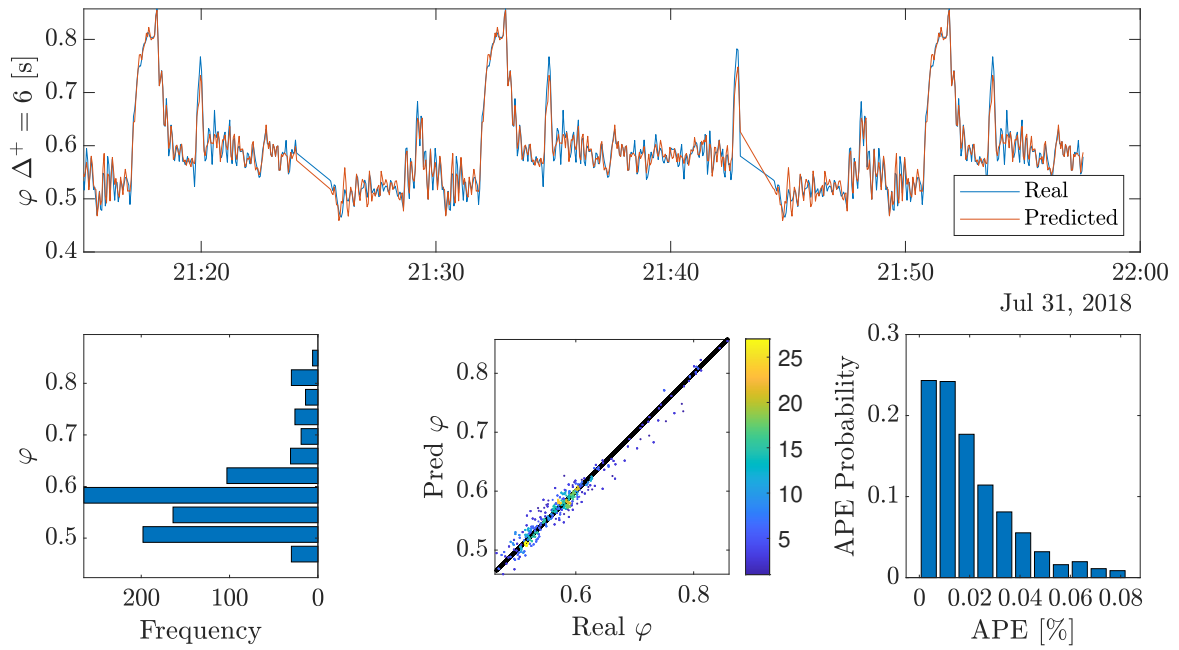 φ Δ⁺ = 6 [s]
0.8
0.7
0.6
0.5
0.4
Real
Predicted
21:20 21:30 21:40 21:50 22:00
Jul 31, 2018
φ
0.8
0.7
0.6
0.5
200 100 0
Frequency
Pred φ
0.8
0.7
0.6
0.5
0.6 0.8
Real φ
25
20
15
10
5
APE Probability
0.3
0.2
0.1
0
0 0.02 0.04 0.06 0.08
APE [%]